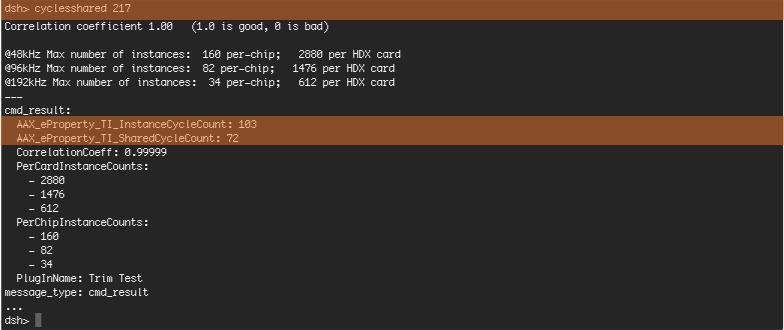 dsh> cyclesshared 217
Correlation coefficient 1.00   (1.0 is good, 0 is bad)
@48kHz Max number of instances:  160 per-chip;   2880 per HDX card
@96kHz Max number of instances:  82 per-chip;   1476 per HDX card
@192kHz Max number of instances:  34 per-chip;   612 per HDX card
---
cmd_result:
  AAX_eProperty_TI_InstanceCycleCount: 103
  AAX_eProperty_TI_SharedCycleCount: 72
  CorrelationCoeff: 0.99999
  PerCardInstanceCounts:
    - 2880
    - 1476
    - 612
  PerChipInstanceCounts:
    - 160
    - 82
    - 34
  PlugInName: Trim Test
message_type: cmd_result
...
dsh>